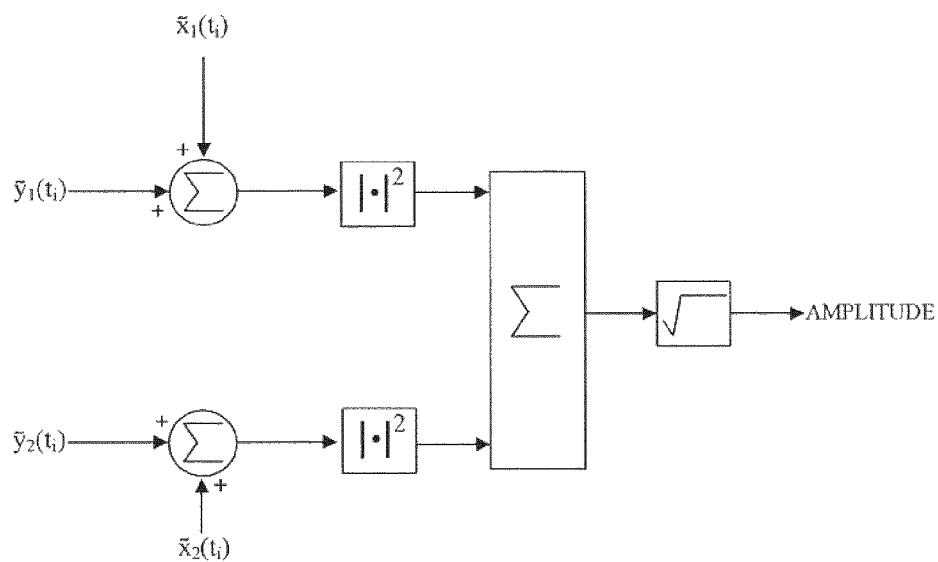 x̃₁(tᵢ)
+
ỹ₁(tᵢ)
+
∑
|•|²
∑
√
AMPLITUDE
ỹ₂(tᵢ)
+
∑
|•|²
+
x̃₂(tᵢ)